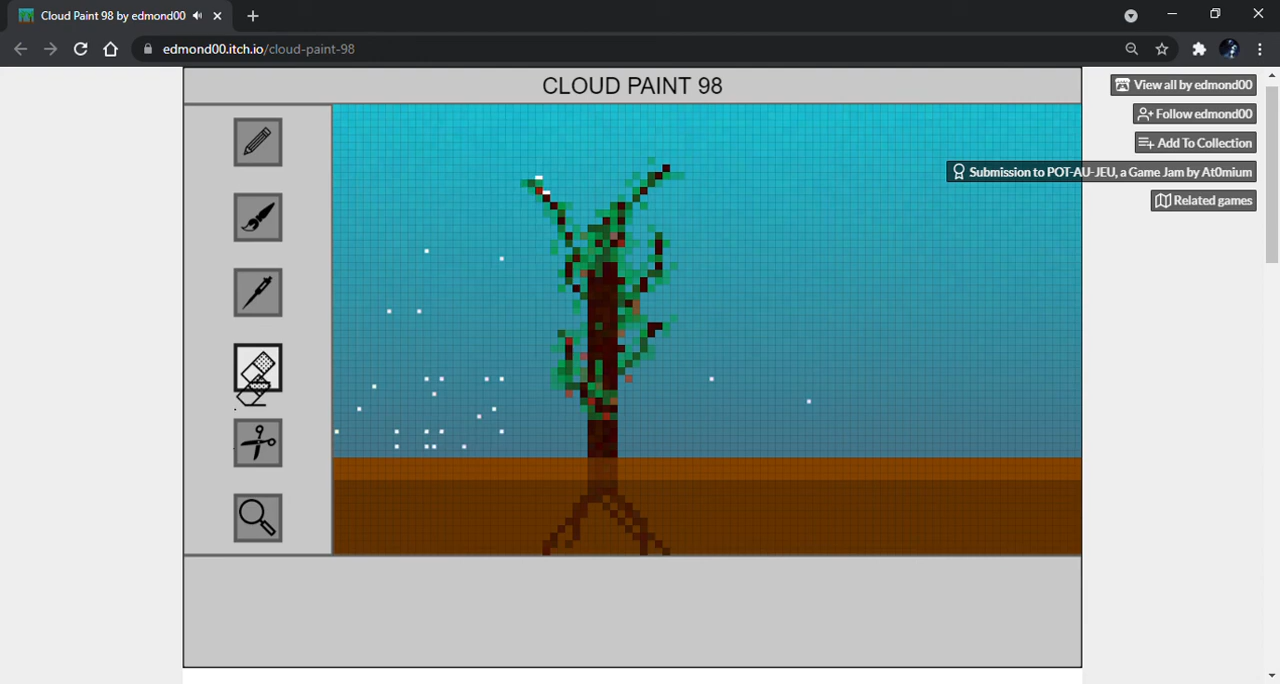 Cloud Paint 98 by edmond00
edmond00.itch.io/cloud-paint-98
CLOUD PAINT 98
View all by edmond00
Follow edmond00
Add To Collection
Submission to POT-AU-JEU, a Game Jam by At0mium
Related games